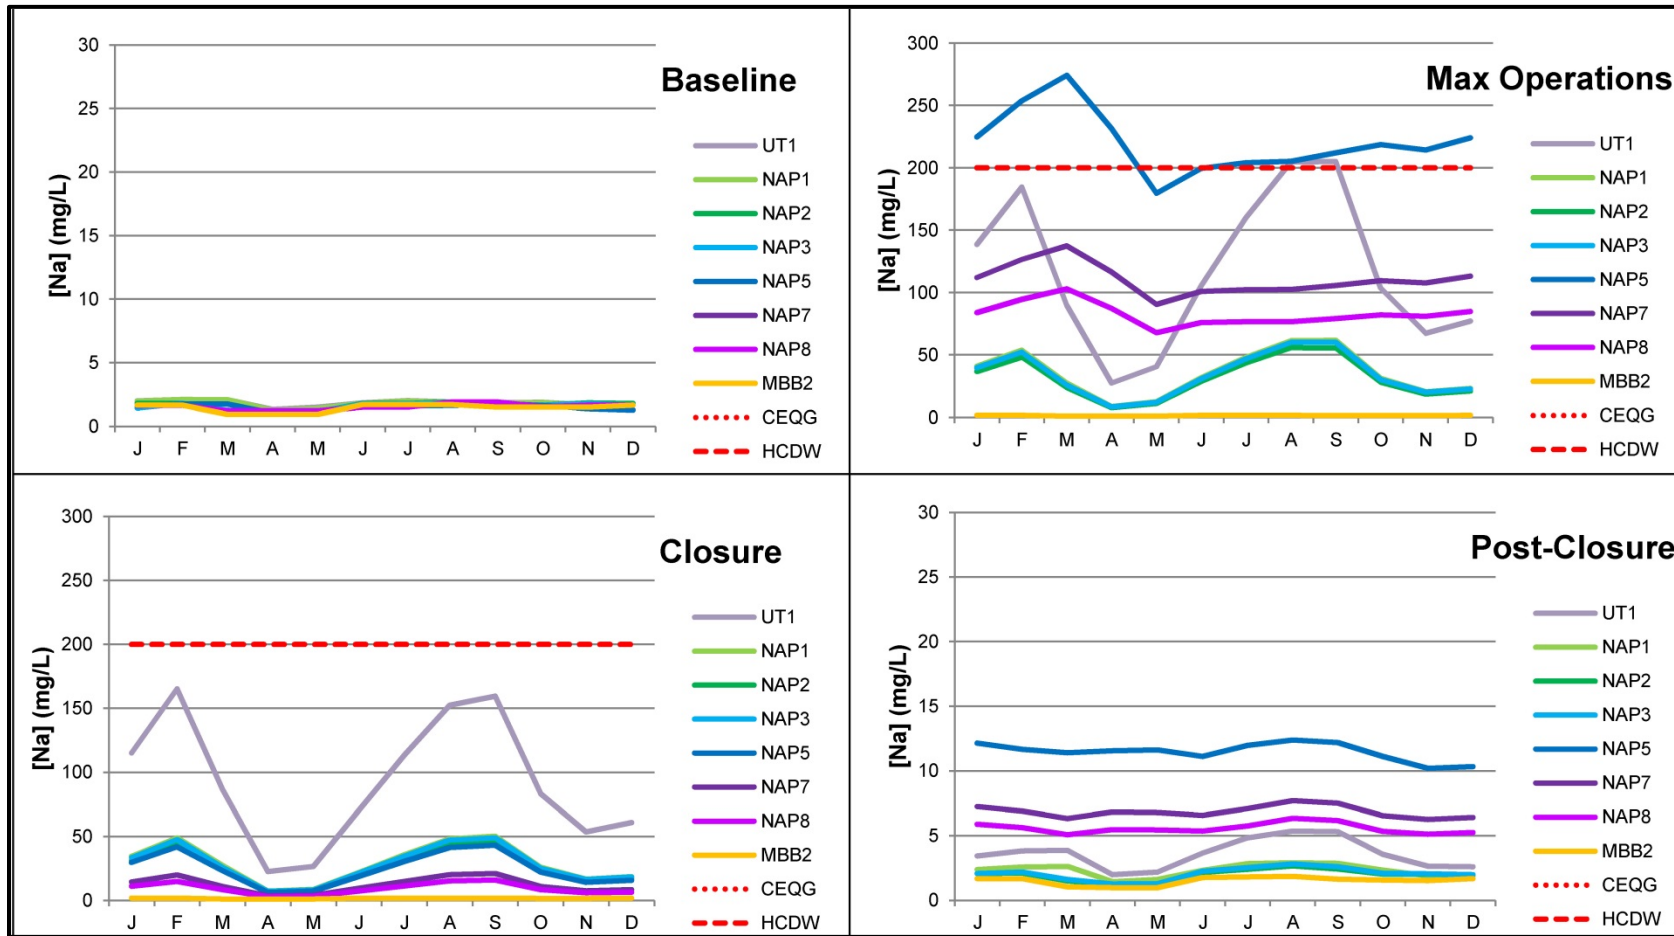 Baseline
[Na] (mg/L)
30
25
20
15
10
5
0
J F M A M J J A S O N D
UT1
NAP1
NAP2
NAP3
NAP5
NAP7
NAP8
MBB2
CEQG
HCDW
Max Operations
[Na] (mg/L)
300
250
200
150
100
50
0
J F M A M J J A S O N D
UT1
NAP1
NAP2
NAP3
NAP5
NAP7
NAP8
MBB2
CEQG
HCDW
Closure
[Na] (mg/L)
300
250
200
150
100
50
0
J F M A M J J A S O N D
UT1
NAP1
NAP2
NAP3
NAP5
NAP7
NAP8
MBB2
CEQG
HCDW
Post-Closure
[Na] (mg/L)
30
25
20
15
10
5
0
J F M A M J J A S O N D
UT1
NAP1
NAP2
NAP3
NAP5
NAP7
NAP8
MBB2
CEQG
HCDW